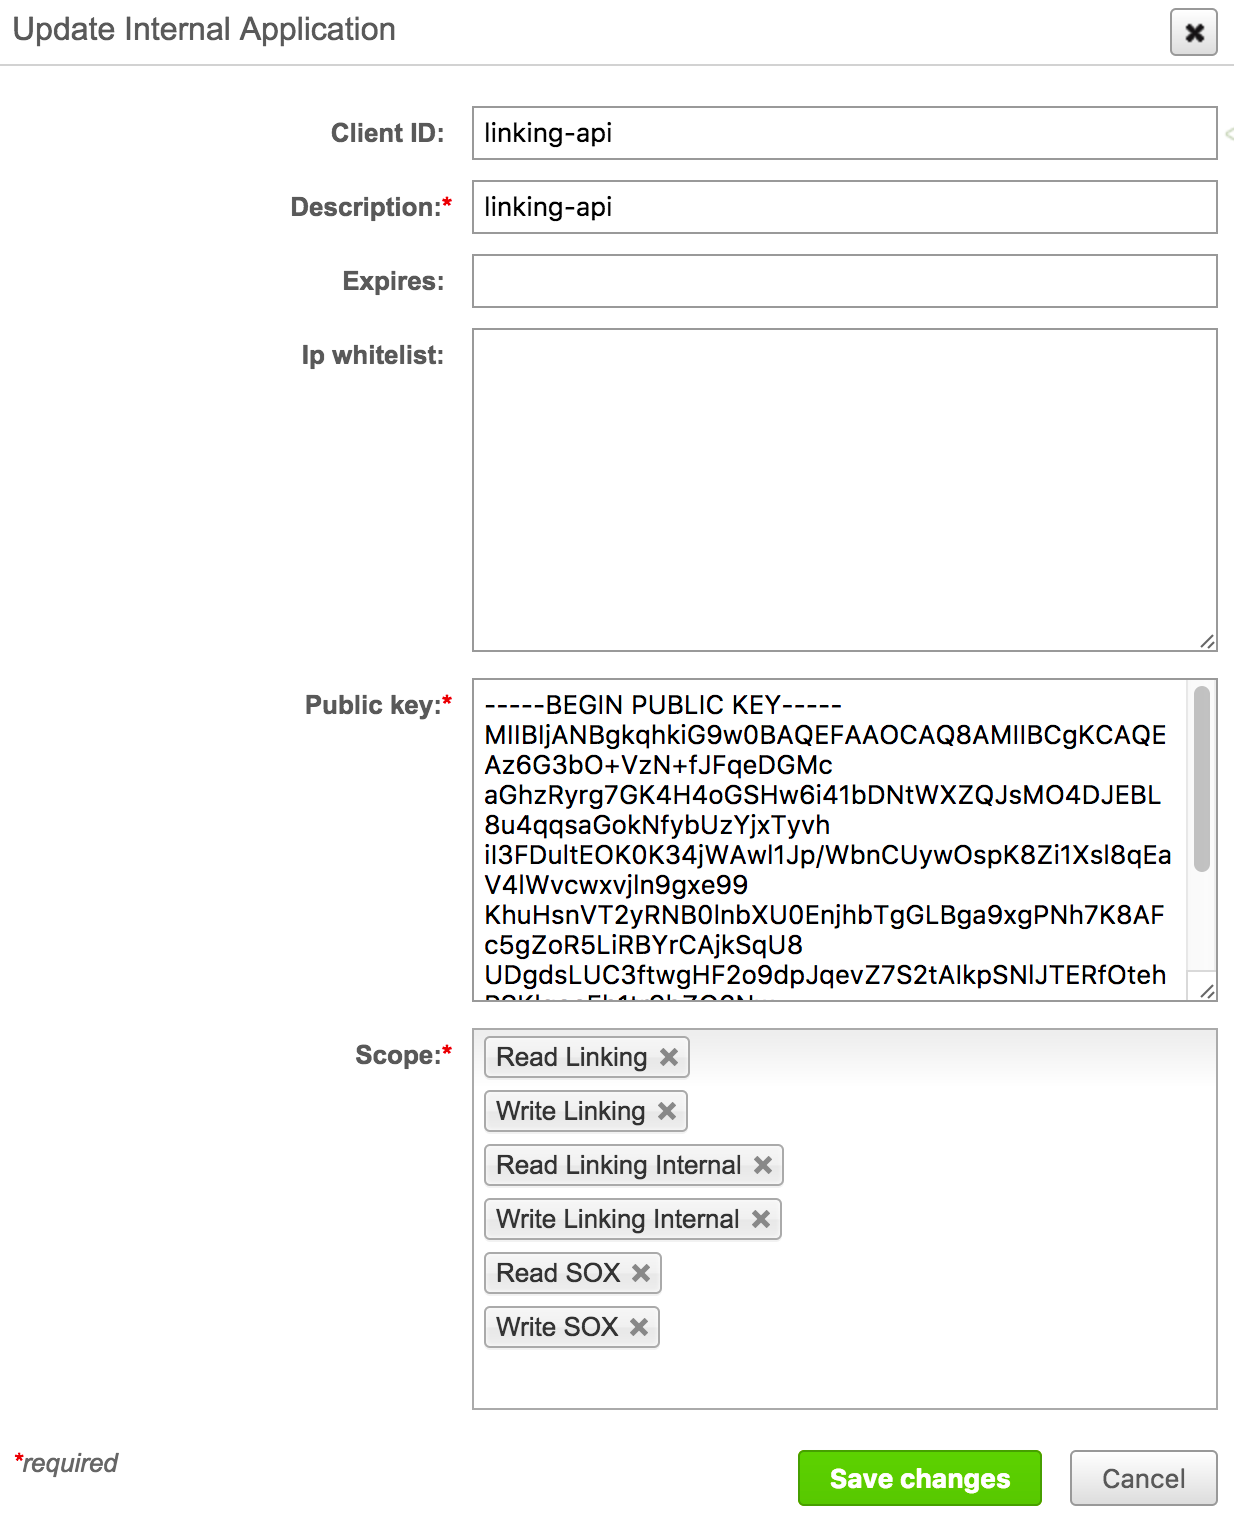 Update Internal Application
Client ID: linking-api
Description:* linking-api
Expires:
Ip whitelist:
Public key:* -----BEGIN PUBLIC KEY-----
MIIBIjANBgkqhkiG9w0BAQEFAAOCAQ8AMIIBCgKCAQE
Az6G3bO+VzN+fJFqeDGMc
aGhzRyrg7GK4H4oGSHw6i41bDNtWXZQJsMO4DJEBL
8u4qqsaGokNfybUzYjxTyvh
iI3FDultEOK0K34jWAwl1Jp/WbnCUywOspK8Zi1Xsl8qEa
V4lWvcwxvjln9gxe99
KhuHsnVT2yRNB0lnbXU0EnjhbTgGLBga9xgPNh7K8AF
c5gZoR5LiRBYrCAjkSqU8
UDgdsLUC3ftwgHF2o9dpJqevZ7S2tAlkpSNlJTERfOteh
Scope:* Read Linking
Write Linking
Read Linking Internal
Write Linking Internal
Read SOX
Write SOX
*required
Save changes
Cancel